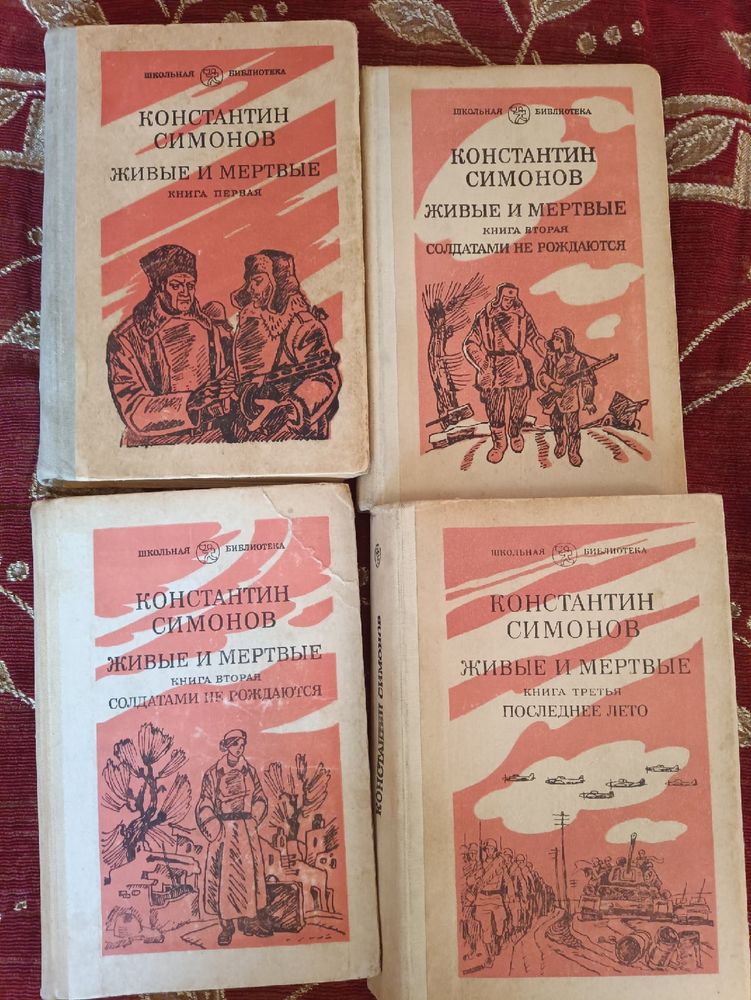 ШКОЛЬНАЯ БИБЛИОТЕКА
КОНСТАНТИН
СИМОНОВ
ЖИВЫЕ И МЕРТВЫЕ
КНИГА ПЕРВАЯ
ШКОЛЬНАЯ БИБЛИОТЕКА
КОНСТАНТИН
СИМОНОВ
ЖИВЫЕ И МЕРТВЫЕ
КНИГА ВТОРАЯ
СОЛДАТАМИ НЕ РОЖДАЮТСЯ
ШКОЛЬНАЯ БИБЛИОТЕКА
КОНСТАНТИН
СИМОНОВ
ЖИВЫЕ И МЕРТВЫЕ
КНИГА ВТОРАЯ
СОЛДАТАМИ НЕ РОЖДАЮТСЯ
КОНСТАНТИН СИМОНОВ
ШКОЛЬНАЯ БИБЛИОТЕКА
КОНСТАНТИН
СИМОНОВ
ЖИВЫЕ И МЕРТВЫЕ
КНИГА ТРЕТЬЯ
ПОСЛЕДНЕЕ ЛЕТО